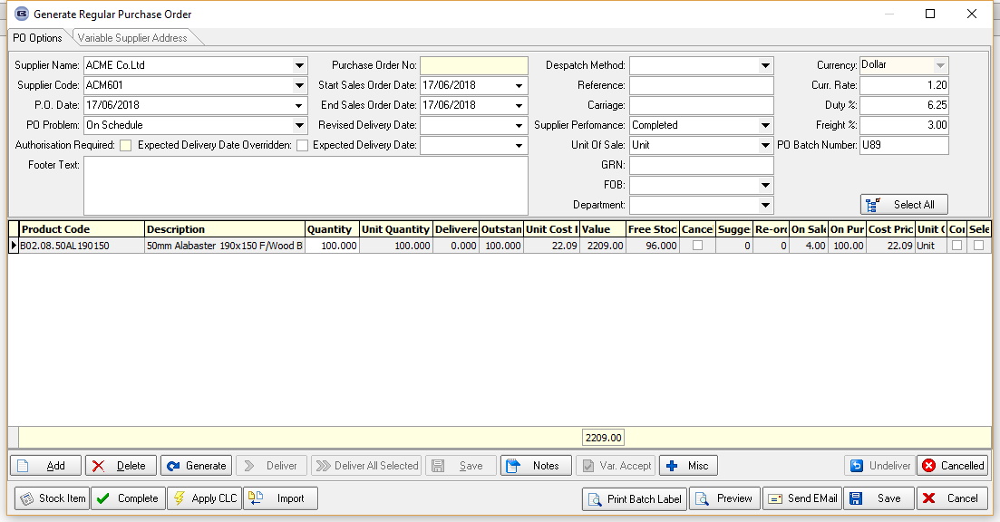 Generate Regular Purchase Order
PO Options Variable Supplier Address
Supplier Name: ACME Co.Ltd Purchase Order No: Despatch Method: Currency: Dollar
Supplier Code: ACM601 Start Sales Order Date: 17/06/2018 Reference: Curr. Rate: 1.20
P.O. Date: 17/06/2018 End Sales Order Date: 17/06/2018 Carriage: Duty %: 6.25
PO Problem: On Schedule Revised Delivery Date: Supplier Perfomance: Completed Freight %: 3.00
Authorisation Required: Expected Delivery Date Overridden: Expected Delivery Date: Unit Of Sale: Unit PO Batch Number: U89
Footer Text: GRN:
FOB:
Department: Select All
Product Code Description Quantity Unit Quantity Delivere Outstan Unit Cost I Value Free Stoc Cance Sugge Re-ord On Sale On Pur Cost Pric Unit C Cor Sele
B02.08.50AL190150 50mm Alabaster 190x150 F/Wood B 100.000 100.000 0.000 100.000 22.09 2209.00 96.000 0 0 4.00 100.00 22.09 Unit
2209.00
Add Delete Generate Deliver Deliver All Selected Save Notes Var. Accept Misc Undeliver Cancelled
Stock Item Complete Apply CLC Import Print Batch Label Preview Send EMail Save Cancel